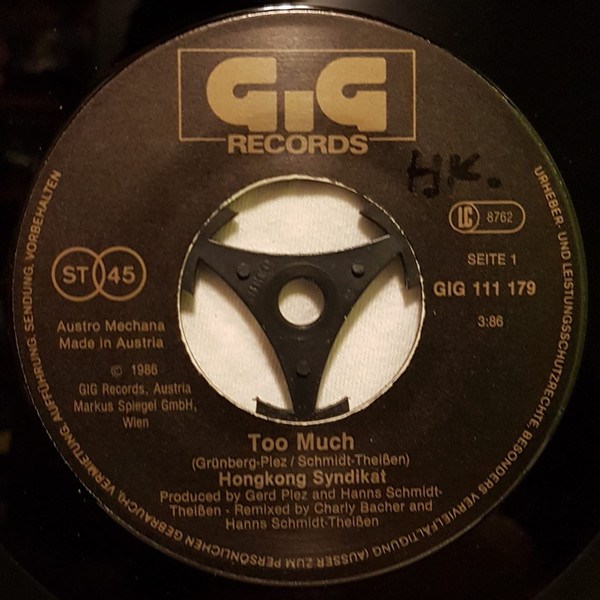 GiG
RECORDS
H.K.
LC 8762
SEITE 1
GIG 111 179
3:86
ST 45
Austro Mechana
Made in Austria
© 1986
GIG Records, Austria
Markus Spiegel GmbH,
Wien
Too Much
(Grünberg-Plez / Schmidt-Theißen)
Hongkong Syndikat
Produced by Gerd Plez and Hanns Schmidt-
Theißen - Remixed by Charly Bacher and
Hanns Schmidt-Theißen
URHEBER- UND LEISTUNGSSCHUTZRECHTE, BESONDERS VERVIELFÄLTIGUNG (AUSSER ZUM PERSÖNLICHEN GEBRAUCH), VERMIETUNG, AUFFÜHRUNG, SENDUNG, VORBEHALTEN